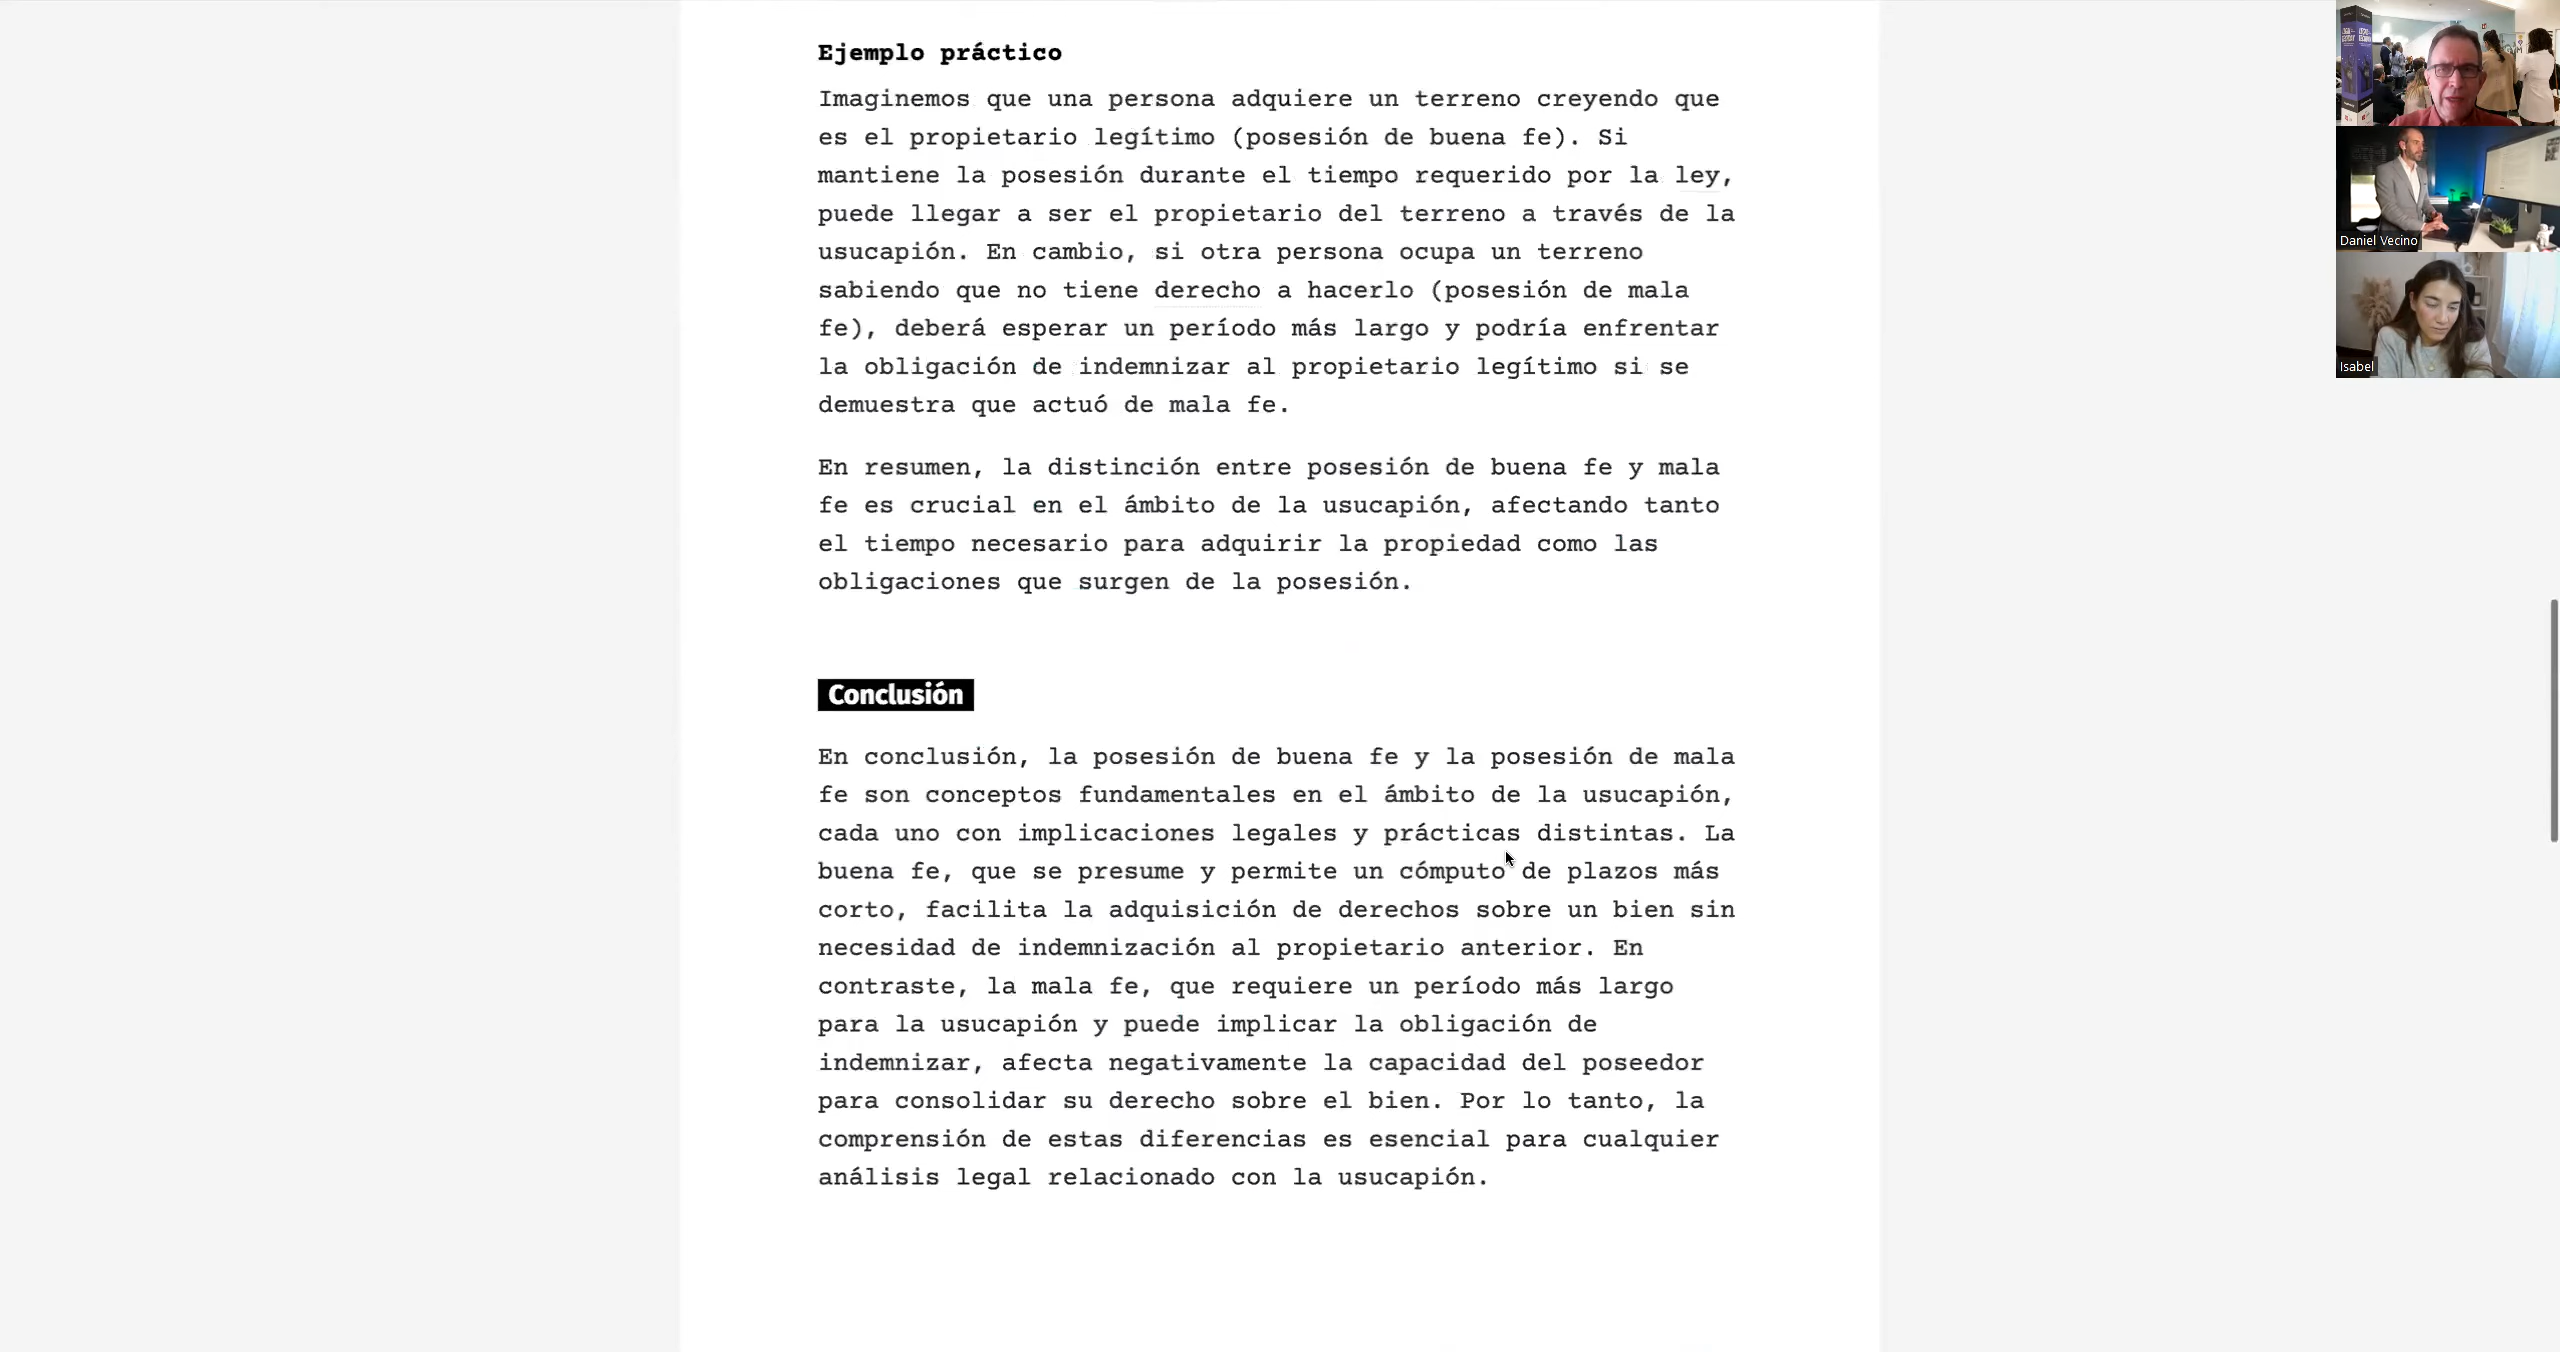 Ejemplo práctico
Imaginemos que una persona adquiere un terreno creyendo que
es el propietario legítimo (posesión de buena fe). Si
mantiene la posesión durante el tiempo requerido por la ley,
puede llegar a ser el propietario del terreno a través de la
usucapión. En cambio, si otra persona ocupa un terreno
sabiendo que no tiene derecho a hacerlo (posesión de mala
fe), deberá esperar un período más largo y podría enfrentar
la obligación de indemnizar al propietario legítimo si se
demuestra que actuó de mala fe.
En resumen, la distinción entre posesión de buena fe y mala
fe es crucial en el ámbito de la usucapión, afectando tanto
el tiempo necesario para adquirir la propiedad como las
obligaciones que surgen de la posesión.
Conclusión
En conclusión, la posesión de buena fe y la posesión de mala
fe son conceptos fundamentales en el ámbito de la usucapión,
cada uno con implicaciones legales y prácticas distintas. La
buena fe, que se presume y permite un cómputo de plazos más
corto, facilita la adquisición de derechos sobre un bien sin
necesidad de indemnización al propietario anterior. En
contraste, la mala fe, que requiere un período más largo
para la usucapión y puede implicar la obligación de
indemnizar, afecta negativamente la capacidad del poseedor
para consolidar su derecho sobre el bien. Por lo tanto, la
comprensión de estas diferencias es esencial para cualquier
análisis legal relacionado con la usucapión.
Daniel Vecino
Isabel